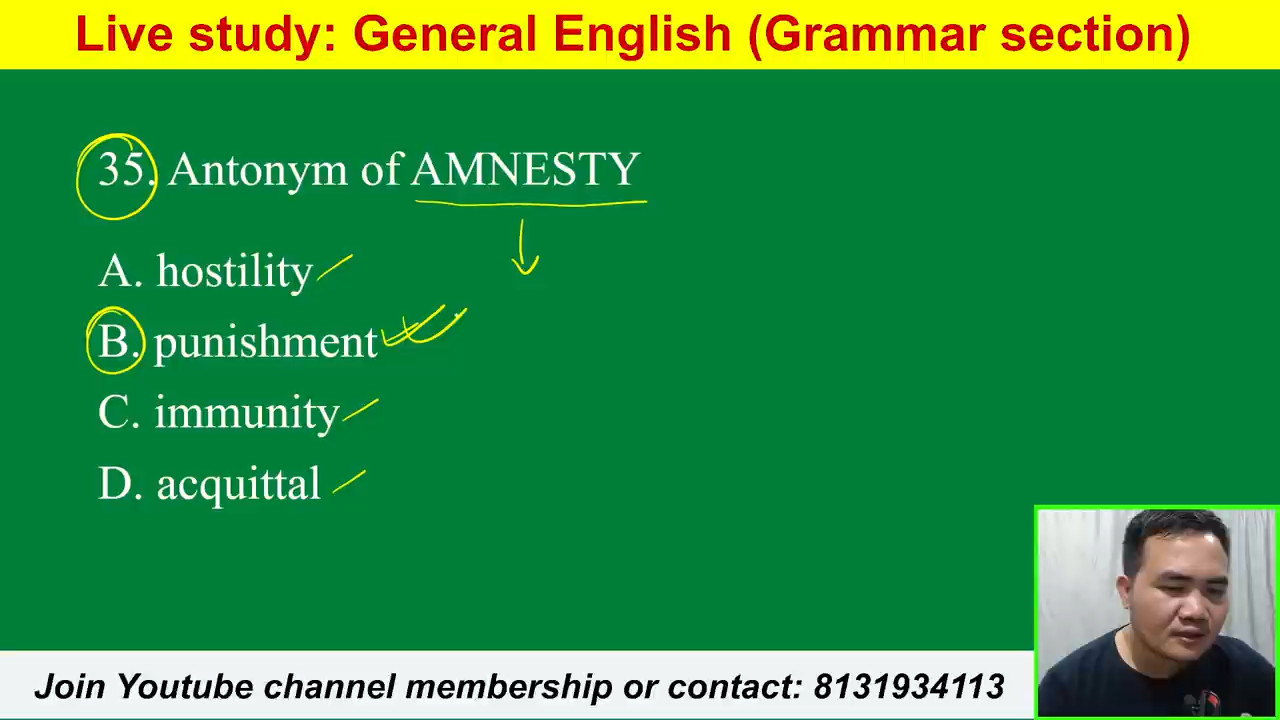 Live study: General English (Grammar section)
35. Antonym of AMNESTY
A. hostility
B. punishment
C. immunity
D. acquittal
Join Youtube channel membership or contact: 8131934113